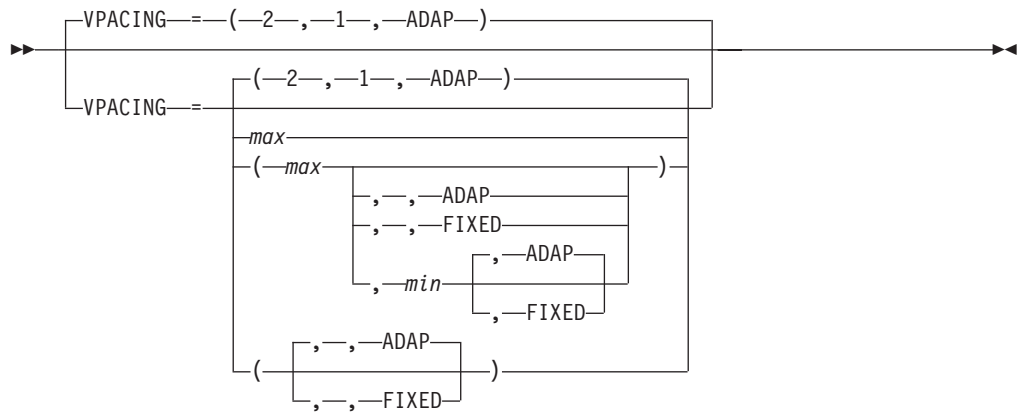 VPACING = ( 2 , 1 , ADAP )
( 2 , 1 , ADAP )
VPACING =
max
( max )
, , ADAP
, , FIXED
, ADAP
, min
, FIXED
, , ADAP
( )
, , FIXED